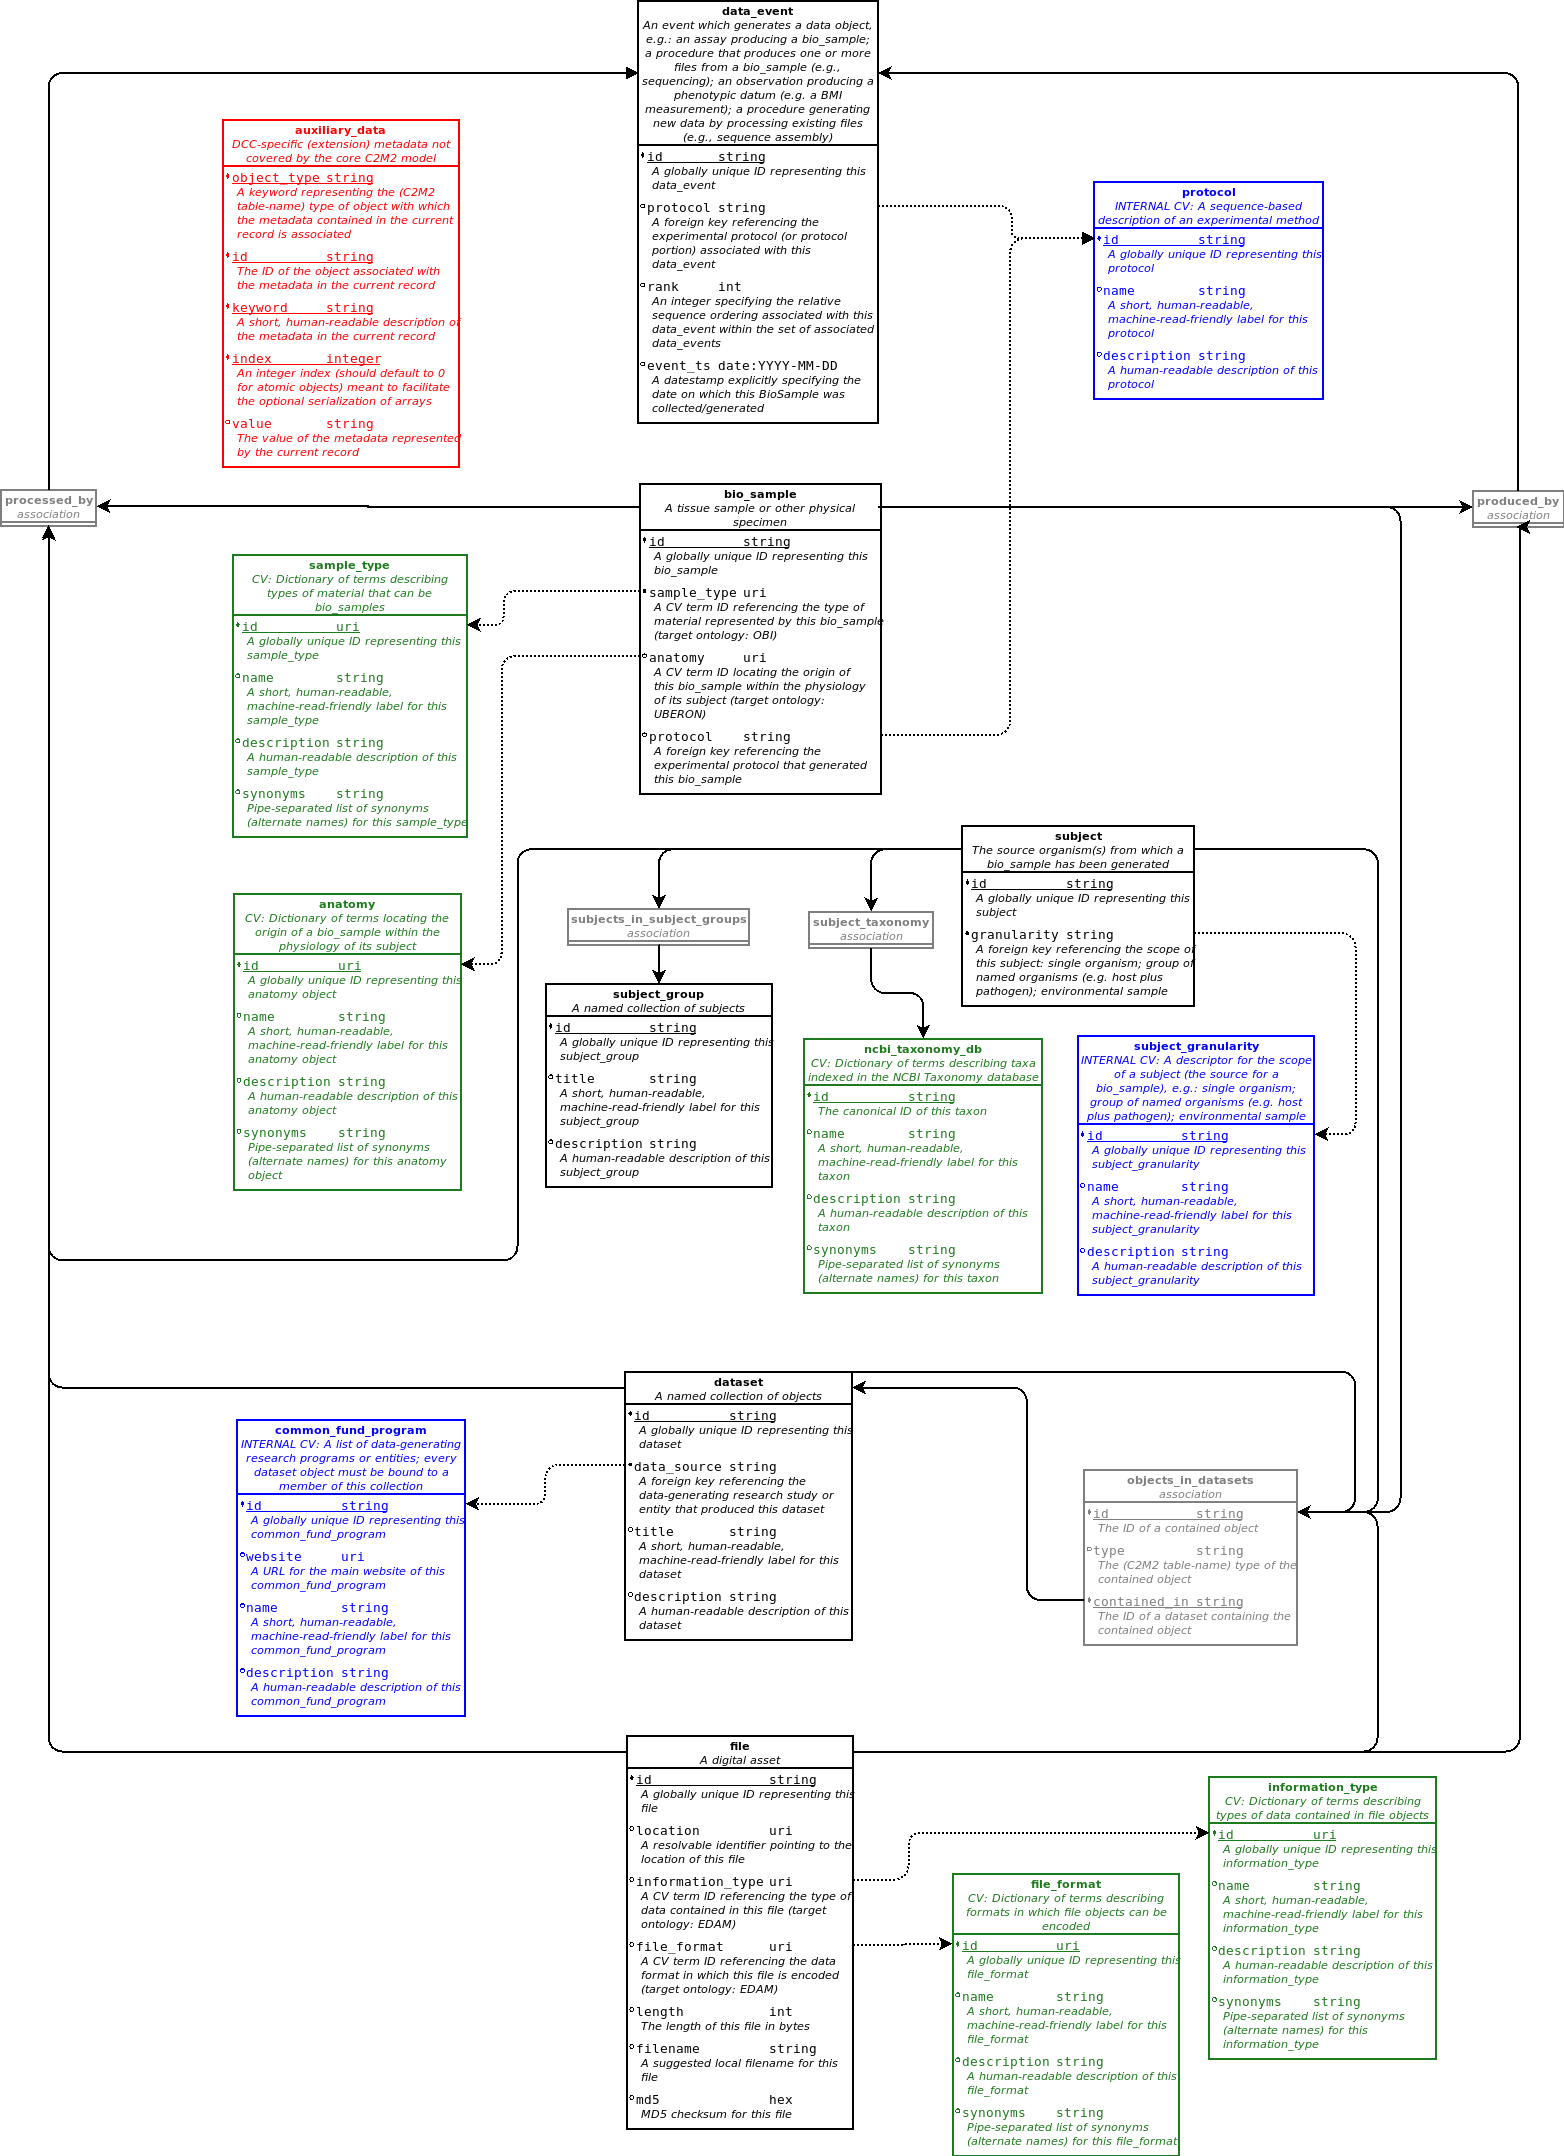 data_event
An event which generates a data object,
e.g.: an assay producing a bio_sample;
a procedure that produces one or more
files from a bio_sample (e.g.,
sequencing); an observation producing a
phenotypic datum (e.g. a BMI
measurement); a procedure generating
new data by processing existing files
(e.g., sequence assembly)
id string
A globally unique ID representing this
data_event
protocol string
A foreign key referencing the
experimental protocol (or protocol
portion) associated with this
data_event
rank int
An integer specifying the relative
sequence ordering associated with this
data_event within the set of associated
data_events
event_ts date:YYYY-MM-DD
A datestamp explicitly specifying the
date on which this BioSample was
collected/generated
auxiliary_data
DCC-specific (extension) metadata not
covered by the core C2M2 model
object_type string
A keyword representing the (C2M2
table-name) type of object with which
the metadata contained in the current
record is associated
id string
The ID of the object associated with
the metadata in the current record
keyword string
A short, human-readable description of
the metadata in the current record
index integer
An integer index (should default to 0
for atomic objects) meant to facilitate
the optional serialization of arrays
value string
The value of the metadata represented
by the current record
protocol
INTERNAL CV: A sequence-based
description of an experimental method
id string
A globally unique ID representing this
protocol
name string
A short, human-readable,
machine-read-friendly label for this
protocol
description string
A human-readable description of this
protocol
processed_by
association
bio_sample
A tissue sample or other physical
specimen
id string
A globally unique ID representing this
bio_sample
sample_type uri
A CV term ID referencing the type of
material represented by this bio_sample
(target ontology: OBI)
anatomy uri
A CV term ID locating the origin of
this bio_sample within the physiology
of its subject (target ontology:
UBERON)
protocol string
A foreign key referencing the
experimental protocol that generated
this bio_sample
produced_by
association
sample_type
CV: Dictionary of terms describing
types of material that can be
bio_samples
id uri
A globally unique ID representing this
sample_type
name string
A short, human-readable,
machine-read-friendly label for this
sample_type
description string
A human-readable description of this
sample_type
synonyms string
Pipe-separated list of synonyms
(alternate names) for this sample_type
subject
The source organism(s) from which a
bio_sample has been generated
id string
A globally unique ID representing this
subject
granularity string
A foreign key referencing the scope of
this subject: single organism; group of
named organisms (e.g. host plus
pathogen); environmental sample
anatomy
CV: Dictionary of terms locating the
origin of a bio_sample within the
physiology of its subject
id uri
A globally unique ID representing this
anatomy object
name string
A short, human-readable,
machine-read-friendly label for this
anatomy object
description string
A human-readable description of this
anatomy object
synonyms string
Pipe-separated list of synonyms
(alternate names) for this anatomy
object
subjects_in_subject_groups
association
subject_taxonomy
association
subject_group
A named collection of subjects
id string
A globally unique ID representing this
subject_group
title string
A short, human-readable,
machine-read-friendly label for this
subject_group
description string
A human-readable description of this
subject_group
ncbi_taxonomy_db
CV: Dictionary of terms describing taxa
indexed in the NCBI Taxonomy database
id string
The canonical ID of this taxon
name string
A short, human-readable,
machine-read-friendly label for this
taxon
description string
A human-readable description of this
taxon
synonyms string
Pipe-separated list of synonyms
(alternate names) for this taxon
subject_granularity
INTERNAL CV: A descriptor for the scope
of a subject (the source for a
bio_sample), e.g.: single organism;
group of named organisms (e.g. host
plus pathogen); environmental sample
id string
A globally unique ID representing this
subject_granularity
name string
A short, human-readable,
machine-read-friendly label for this
subject_granularity
description string
A human-readable description of this
subject_granularity
dataset
A named collection of objects
id string
A globally unique ID representing this
dataset
data_source string
A foreign key referencing the
data-generating research study or
entity that produced this dataset
title string
A short, human-readable,
machine-read-friendly label for this
dataset
description string
A human-readable description of this
dataset
common_fund_program
INTERNAL CV: A list of data-generating
research programs or entities; every
dataset object must be bound to a
member of this collection
id string
A globally unique ID representing this
common_fund_program
website uri
A URL for the main website of this
common_fund_program
name string
A short, human-readable,
machine-read-friendly label for this
common_fund_program
description string
A human-readable description of this
common_fund_program
objects_in_datasets
association
id string
The ID of a contained object
type string
The (C2M2 table-name) type of the
contained object
contained_in string
The ID of a dataset containing the
contained object
file
A digital asset
id string
A globally unique ID representing this
file
location uri
A resolvable identifier pointing to the
location of this file
information_type uri
A CV term ID referencing the type of
data contained in this file (target
ontology: EDAM)
file_format uri
A CV term ID referencing the data
format in which this file is encoded
(target ontology: EDAM)
length int
The length of this file in bytes
filename string
A suggested local filename for this
file
md5 hex
MD5 checksum for this file
information_type
CV: Dictionary of terms describing
types of data contained in file objects
id uri
A globally unique ID representing this
information_type
name string
A short, human-readable,
machine-read-friendly label for this
information_type
description string
A human-readable description of this
information_type
synonyms string
Pipe-separated list of synonyms
(alternate names) for this
information_type
file_format
CV: Dictionary of terms describing
formats in which file objects can be
encoded
id uri
A globally unique ID representing this
file_format
name string
A short, human-readable,
machine-read-friendly label for this
file_format
description string
A human-readable description of this
file_format
synonyms string
Pipe-separated list of synonyms
(alternate names) for this file_format